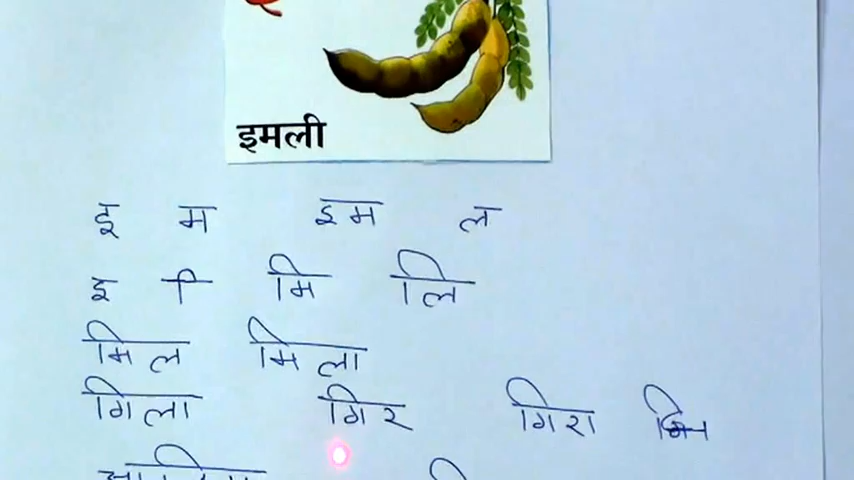 इमली
इ म इम ल
इ ि मि लि
मिल मिला
गिला गिर गिरा